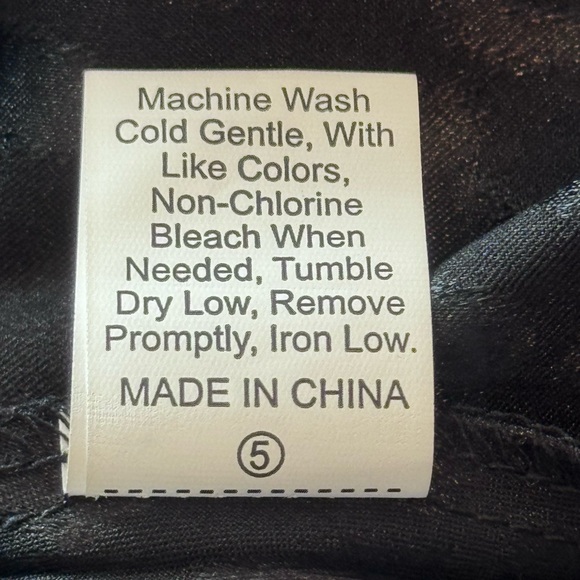 Machine Wash
Cold Gentle, With
Like Colors,
Non-Chlorine
Bleach When
Needed, Tumble
Dry Low, Remove
Promptly, Iron Low.
MADE IN CHINA
⑤